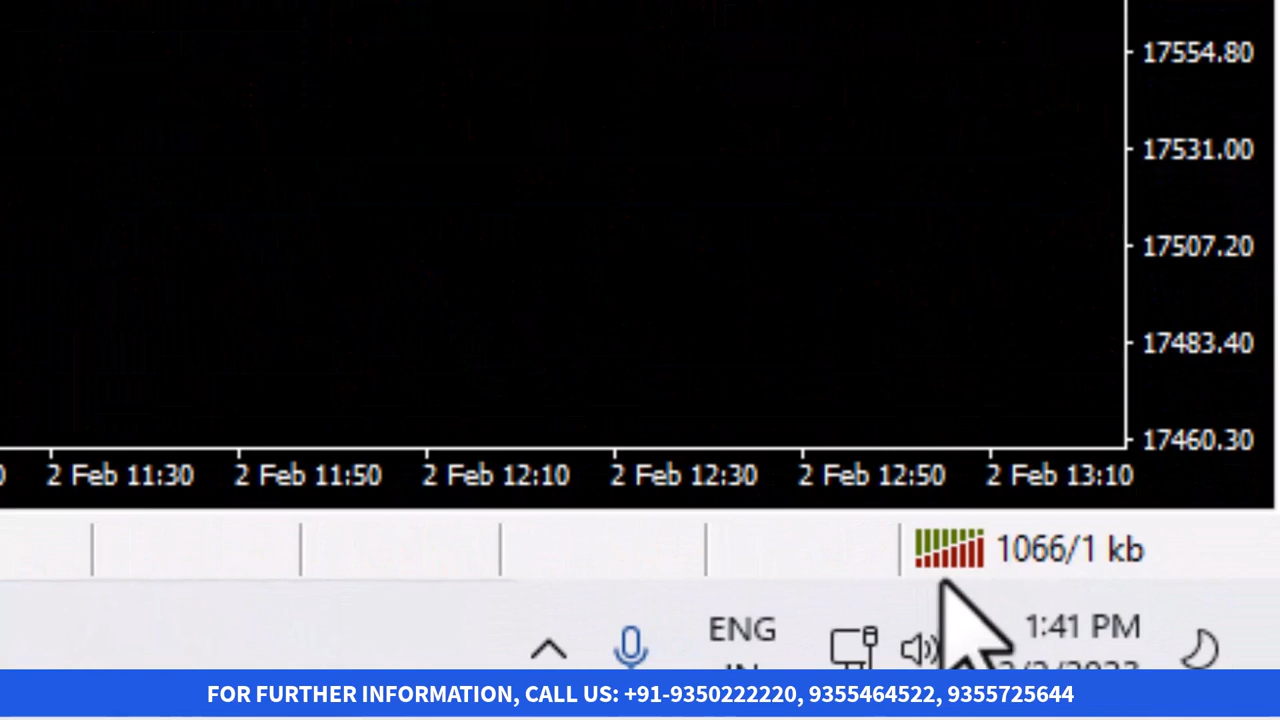 17554.80
17531.00
17507.20
17483.40
17460.30
2 Feb 11:30 2 Feb 11:50 2 Feb 12:10 2 Feb 12:30 2 Feb 12:50 2 Feb 13:10
1066/1 kb
ENG 1:41 PM
FOR FURTHER INFORMATION, CALL US: +91-9350222220, 9355464522, 9355725644